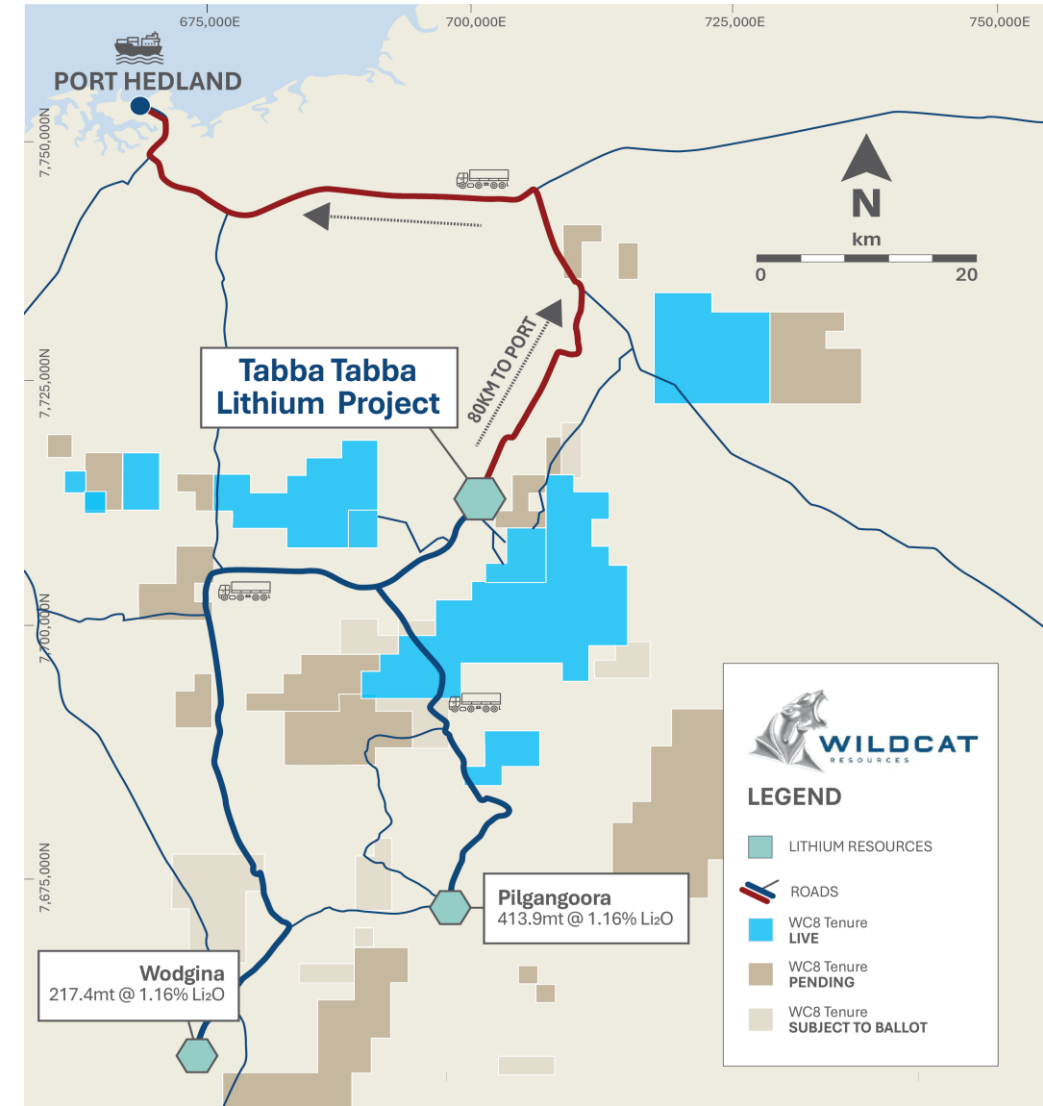 675,000E
700,000E
725,000E
750,000E
PORT HEDLAND
7,750,000N
N
km
0
20
80KM TO PORT
7,725,000N
Tabba Tabba
Lithium Project
7,700,000N
7,675,000N
Pilgangoora
413.9mt @ 1.16% Li₂O
Wodgina
217.4mt @ 1.16% Li₂O
WILDCAT
RESOURCES
LEGEND
LITHIUM RESOURCES
ROADS
WC8 Tenure
LIVE
WC8 Tenure
PENDING
WC8 Tenure
SUBJECT TO BALLOT